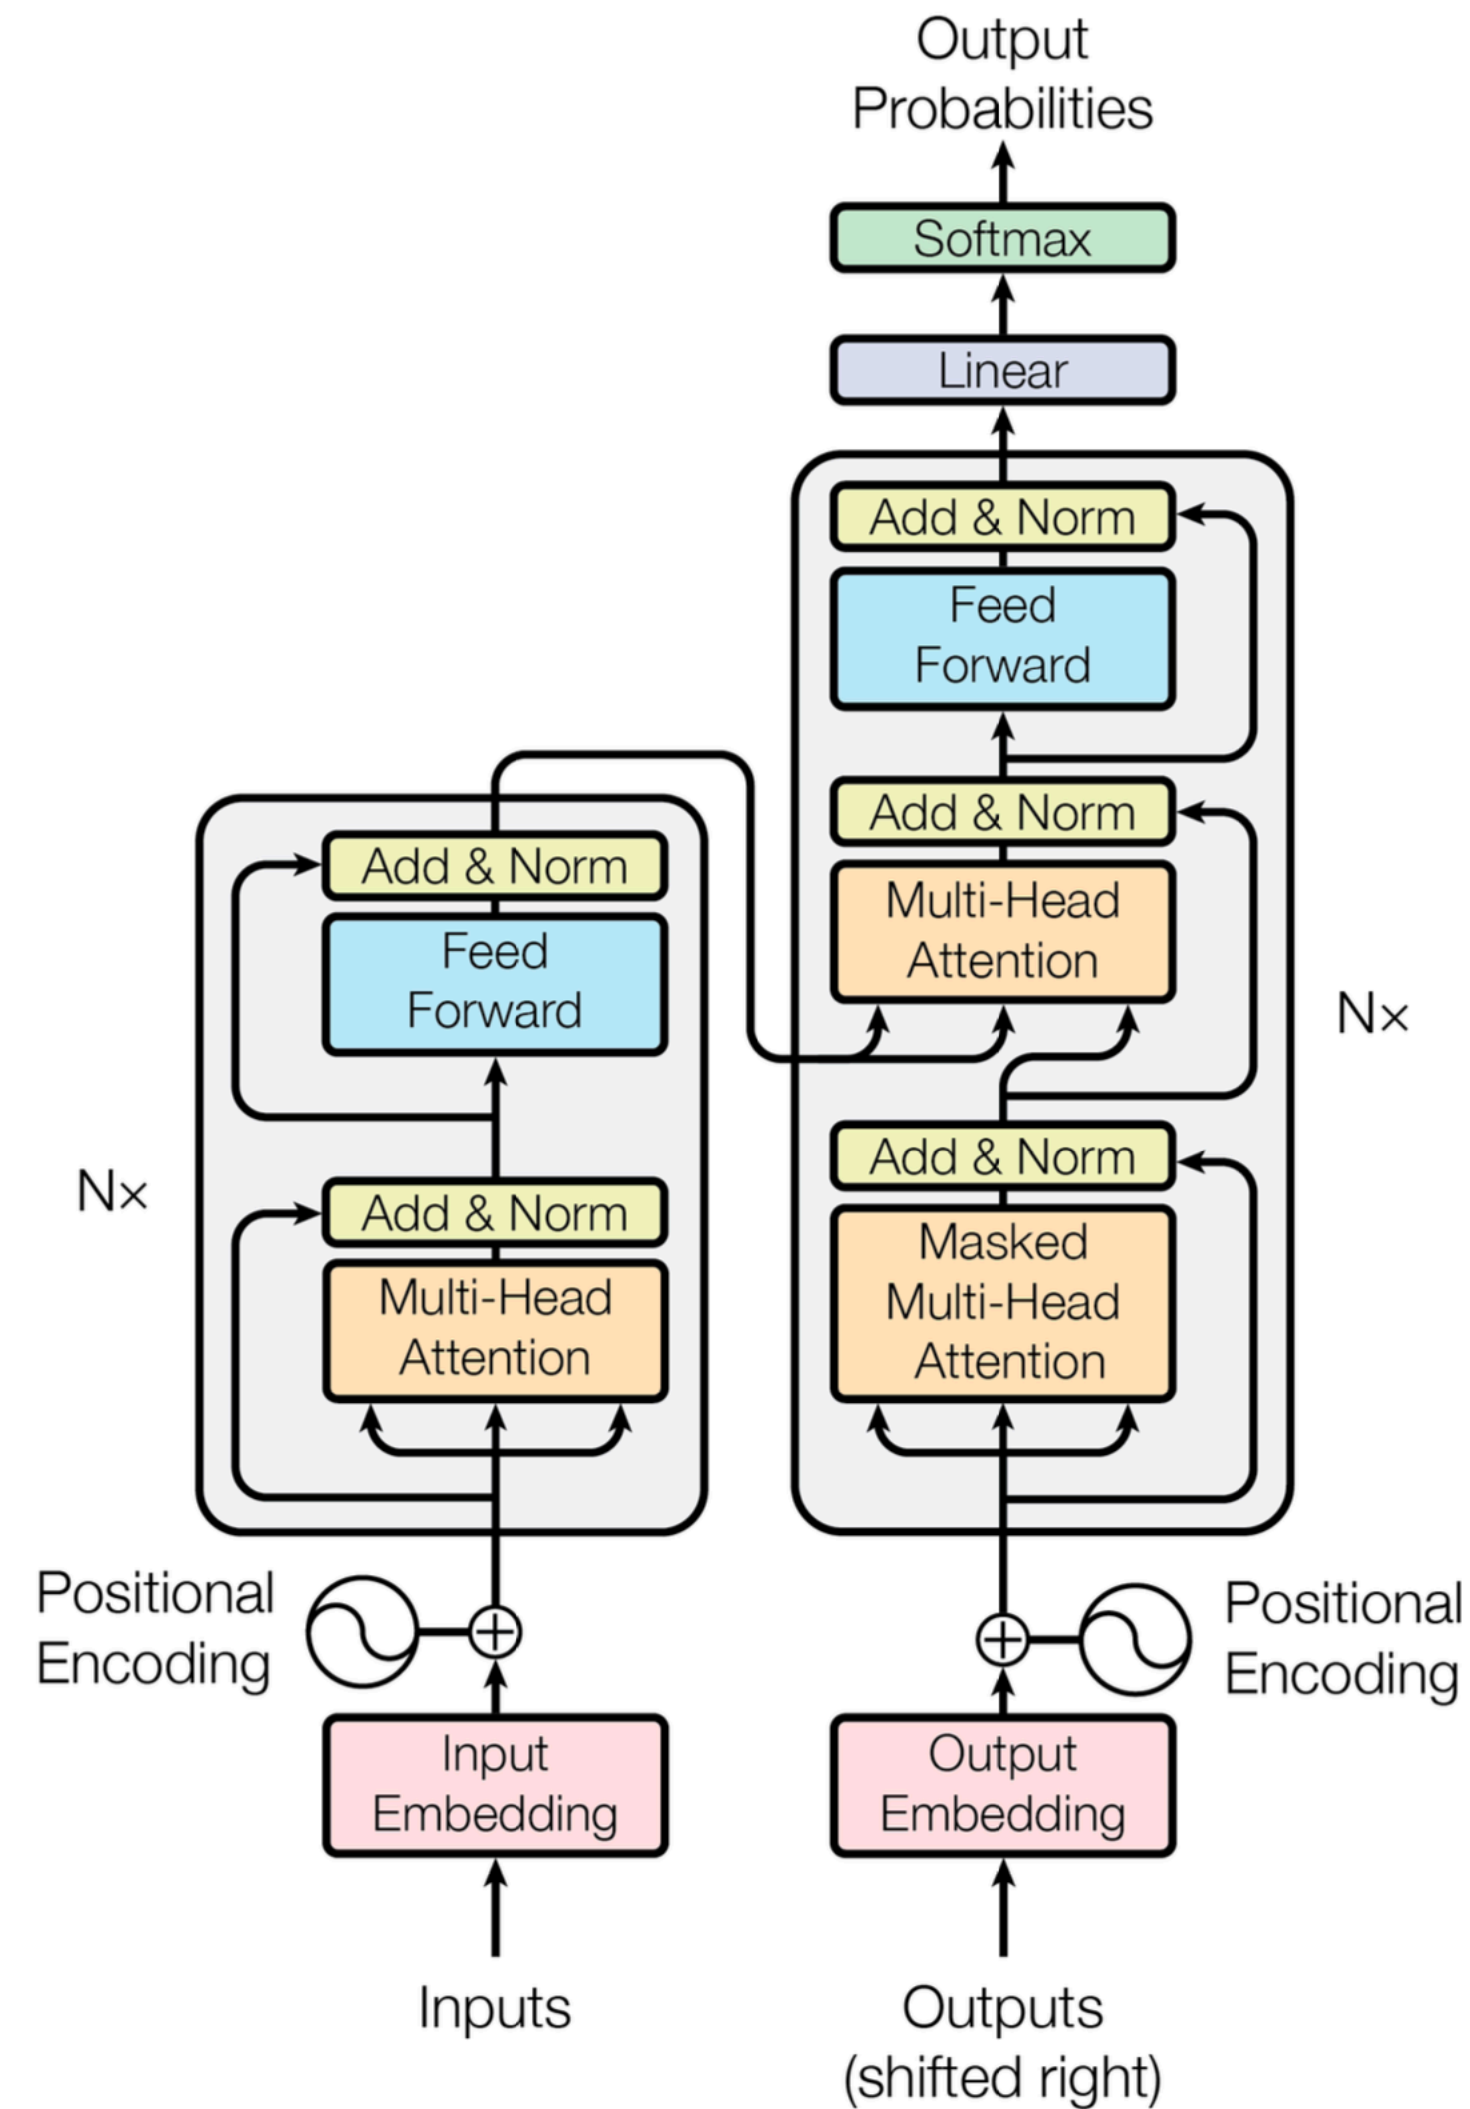 Output
Probabilities
Softmax
Linear
Add & Norm
Feed
Forward
Add & Norm
Multi-Head
Attention
N×
Add & Norm
Masked
Multi-Head
Attention
Add & Norm
Feed
Forward
N×
Add & Norm
Multi-Head
Attention
Positional
Encoding
Positional
Encoding
Input
Embedding
Output
Embedding
Inputs
Outputs
(shifted right)